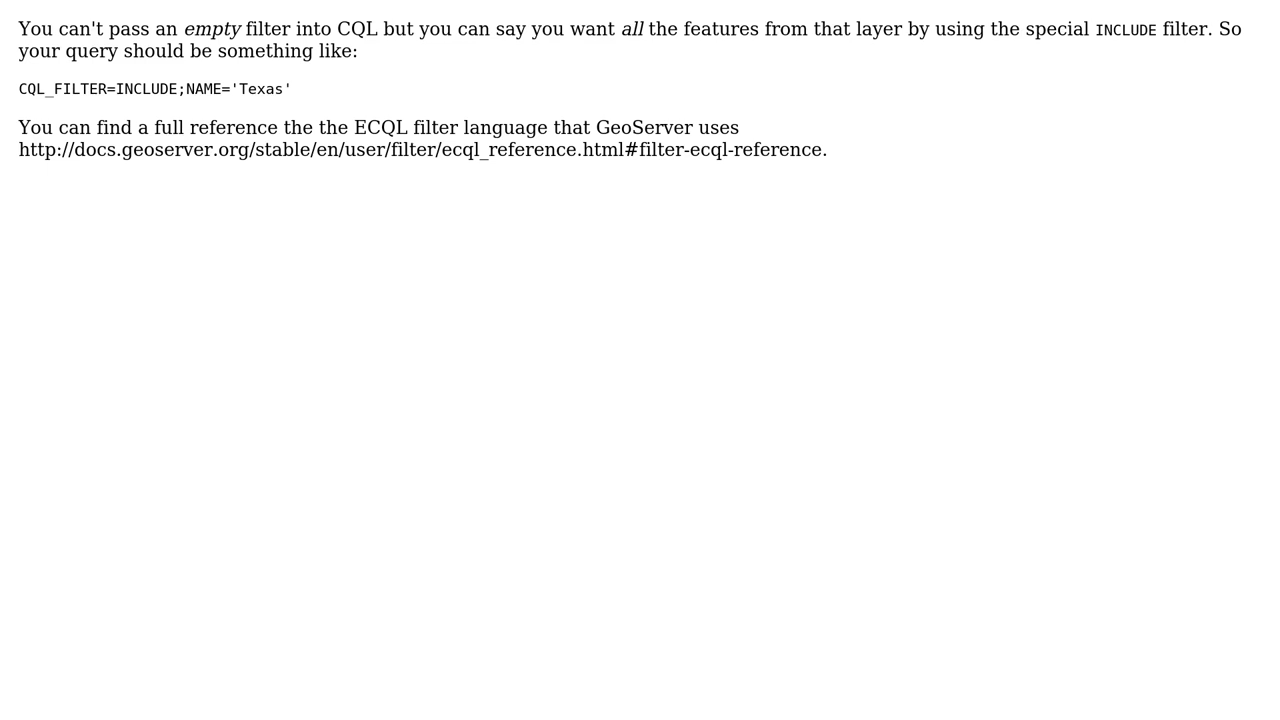 You can't pass an empty filter into CQL but you can say you want all the features from that layer by using the special INCLUDE filter. So
your query should be something like:
CQL_FILTER=INCLUDE;NAME='Texas'
You can find a full reference the the ECQL filter language that GeoServer uses
http://docs.geoserver.org/stable/en/user/filter/ecql_reference.html#filter-ecql-reference.